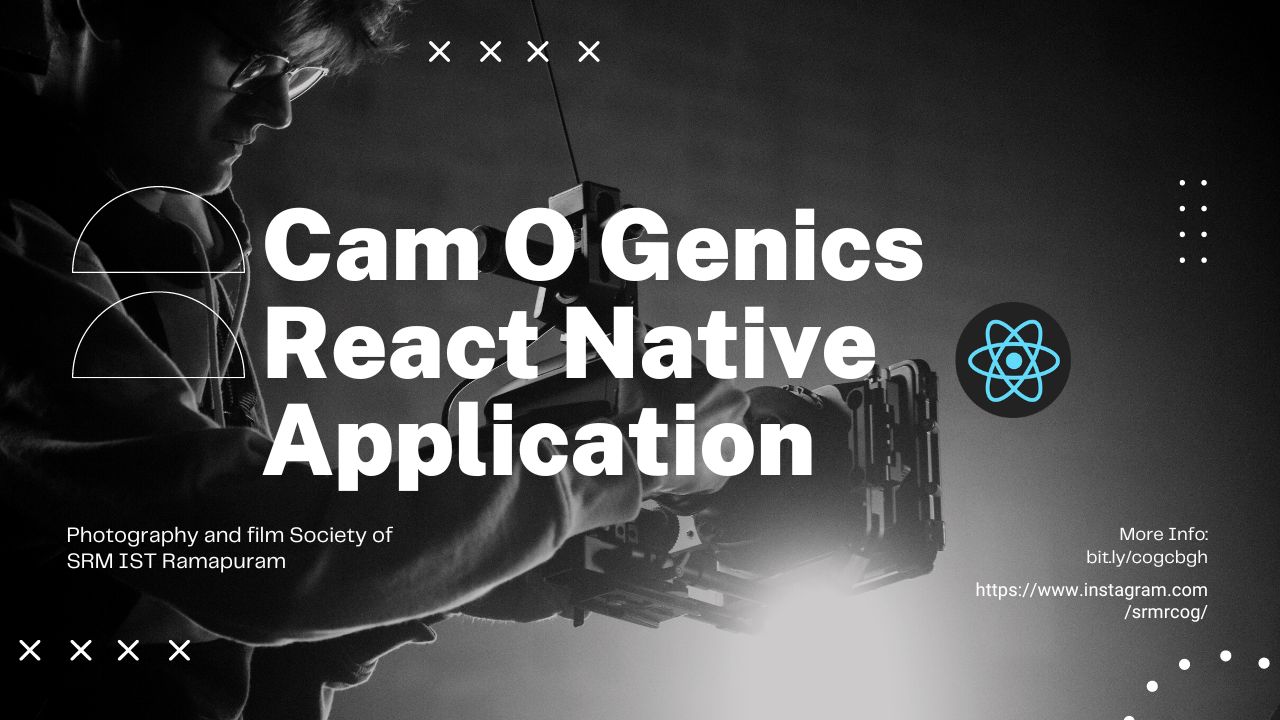 Cam O Genics
React Native
Application
Photography and film Society of
SRM IST Ramapuram
More Info:
bit.ly/cogcbgh
https://www.instagram.com
/srmrcog/